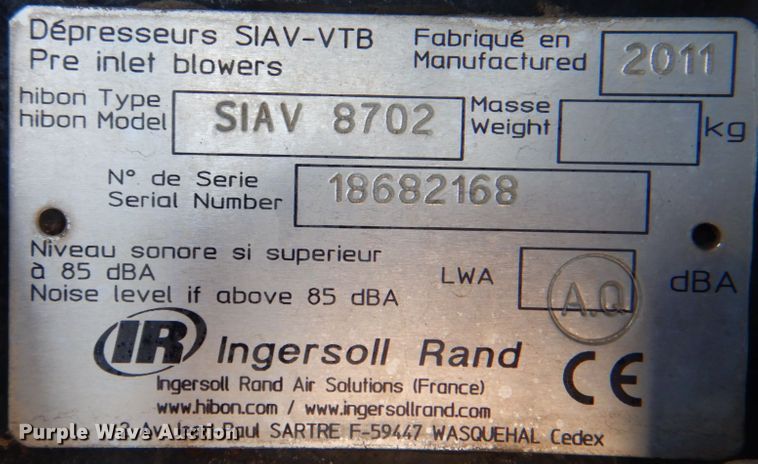 Dépresseurs SIAV-VTB Fabriqué en 2011
Pre inlet blowers Manufactured
hibon Type SIAV 8702 Masse
hibon Model Weight kg
N° de Serie 18682168
Serial Number
Niveau sonore si superieur
à 85 dBA LWA dBA
Noise level if above 85 dBA A.Q
IR Ingersoll Rand CE
Ingersoll Rand Air Solutions (France)
www.hibon.com / www.ingersollrand.com
Av. Paul SARTRE F-59447 WASQUEHAL Cedex
Purple Wave Auction